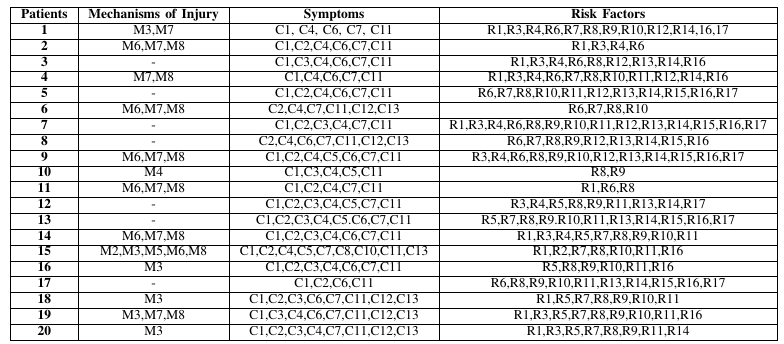 Patients Mechanisms of Injury Symptoms Risk Factors
1 M3,M7 C1, C4, C6, C7, C11 R1,R3,R4,R6,R7,R8,R9,R10,R12,R14,16,17
2 M6,M7,M8 C1,C2,C4,C6,C7,C11 R1,R3,R4,R6
3 - C1,C3,C4,C6,C7,C11 R1,R3,R4,R6,R8,R12,R13,R14,R16
4 M7,M8 C1,C4,C6,C7,C11 R1,R3,R4,R6,R7,R8,R10,R11,R12,R14,R16
5 - C1,C2,C4,C6,C7,C11 R6,R7,R8,R10,R11,R12,R13,R14,R15,R16,R17
6 M6,M7,M8 C2,C4,C7,C11,C12,C13 R6,R7,R8,R10
7 - C1,C2,C3,C4,C7,C11 R1,R3,R4,R6,R8,R9,R10,R11,R12,R13,R14,R15,R16,R17
8 - C2,C4,C6,C7,C11,C12,C13 R6,R7,R8,R9,R12,R13,R14,R15,R16
9 M6,M7,M8 C1,C2,C4,C5,C6,C7,C11 R3,R4,R6,R8,R9,R10,R12,R13,R14,R15,R16,R17
10 M4 C1,C3,C4,C5,C11 R8,R9
11 M6,M7,M8 C1,C2,C4,C7,C11 R1,R6,R8
12 - C1,C2,C3,C4,C5,C7,C11 R3,R4,R5,R8,R9,R11,R13,R14,R17
13 - C1,C2,C3,C4,C5.C6,C7,C11 R5,R7,R8,R9.R10,R11,R13,R14,R15,R16,R17
14 M6,M7,M8 C1,C2,C3,C4,C6,C7,C11 R1,R3,R4,R5,R7,R8,R9,R10,R11
15 M2,M3,M5,M6,M8 C1,C2,C4,C5,C7,C8,C10,C11,C13 R1,R2,R7,R8,R10,R11,R16
16 M3 C1,C2,C3,C4,C6,C7,C11 R5,R8,R9,R10,R11,R16
17 - C1,C2,C6,C11 R6,R8,R9,R10,R11,R13,R14,R15,R16,R17
18 M3 C1,C2,C3,C6,C7,C11,C12,C13 R1,R5,R7,R8,R9,R10,R11
19 M3,M7,M8 C1,C3,C4,C6,C7,C11,C12,C13 R1,R3,R5,R7,R8,R9,R10,R11,R16
20 M3 C1,C2,C3,C4,C7,C11,C12,C13 R1,R3,R5,R7,R8,R9,R11,R14